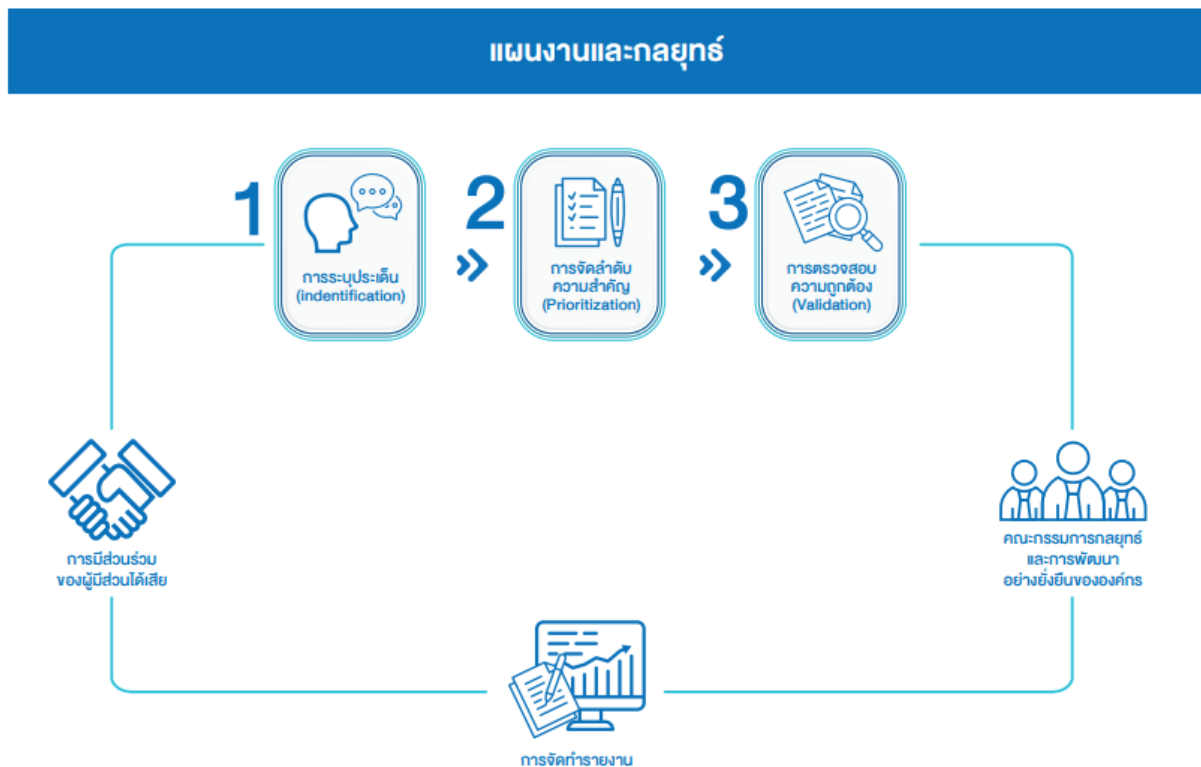 แผนงานและกลยุทธ์
1
การระบุประเด็น
(indentification)
2
การจัดลำดับ
ความสำคัญ
(Prioritization)
3
การตรวจสอบ
ความถูกต้อง
(Validation)
การมีส่วนร่วม
ของผู้มีส่วนได้เสีย
คณะกรรมการกลยุทธ์
และการพัฒนา
อย่างยั่งยืนขององค์กร
การจัดทำรายงาน